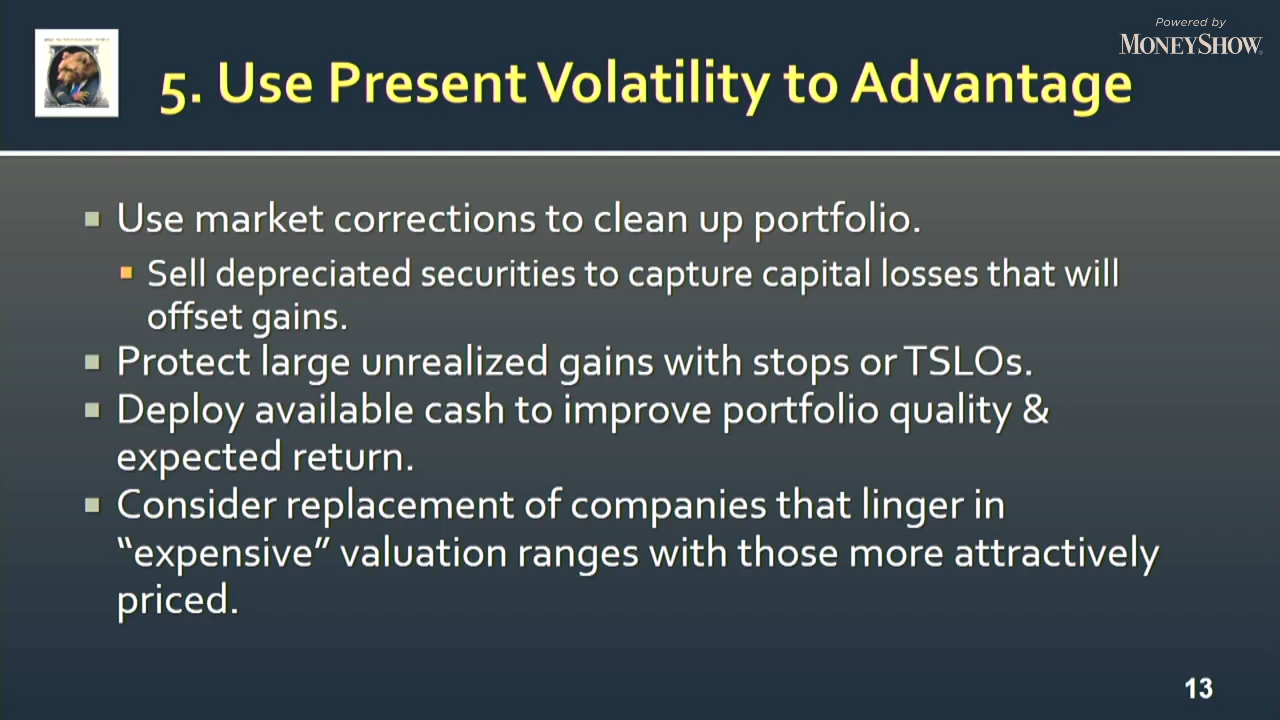 Powered by
MONEYSHOW
5. Use Present Volatility to Advantage
Use market corrections to clean up portfolio.
Sell depreciated securities to capture capital losses that will
offset gains.
Protect large unrealized gains with stops or TSLOs.
Deploy available cash to improve portfolio quality &
expected return.
Consider replacement of companies that linger in
“expensive” valuation ranges with those more attractively
priced.
13